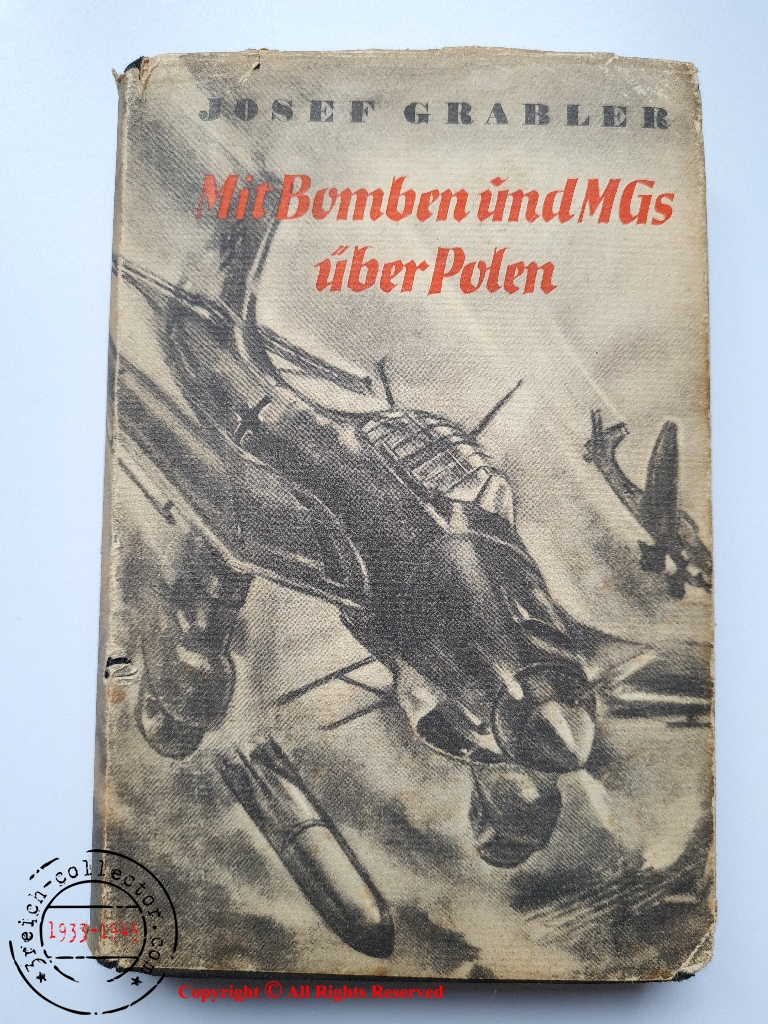 JOSEF GRABLER
Mit Bomben und MGs
über Polen
3reich-collector.com
1933-1945
Copyright © All Rights Reserved